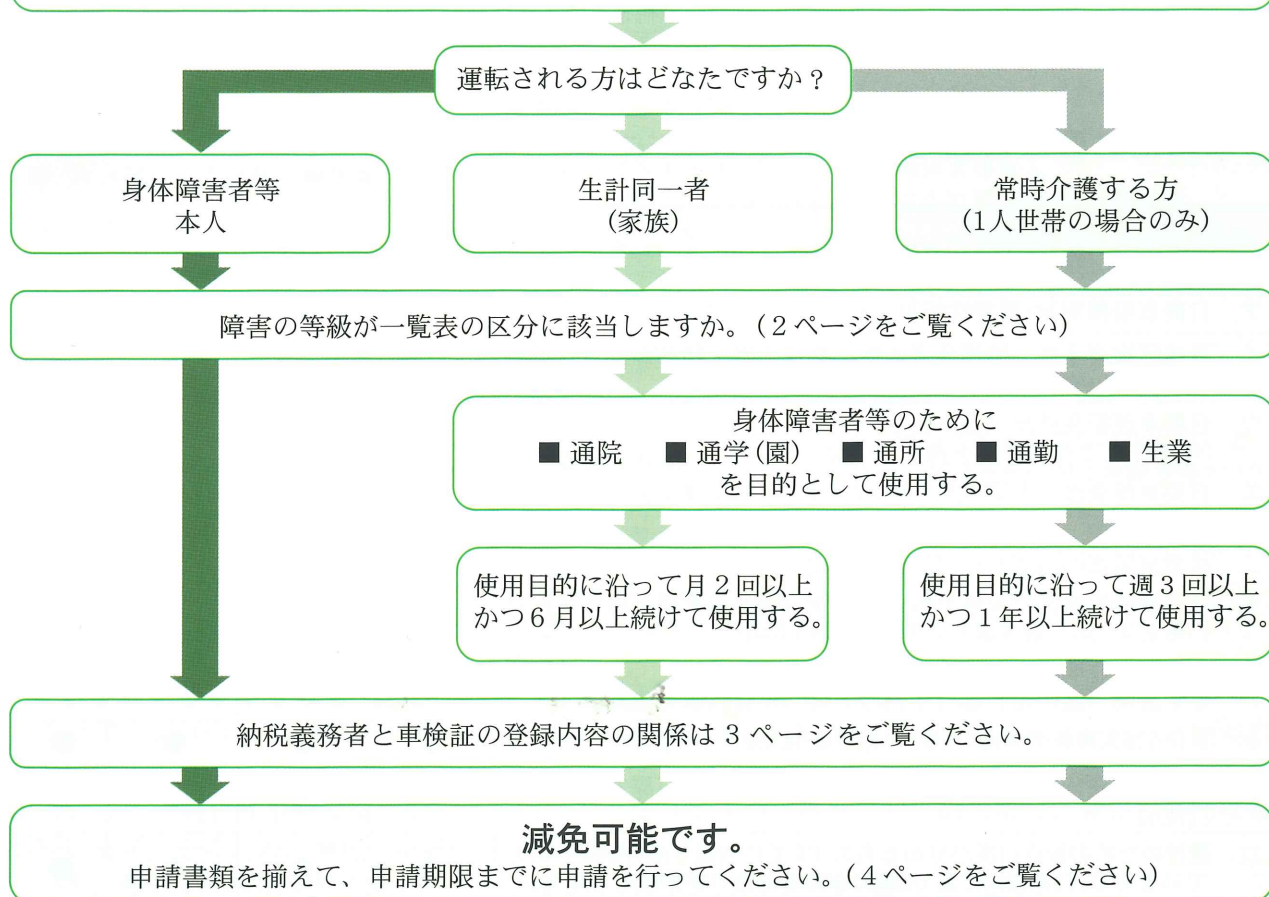 運転される方はどなたですか？
身体障害者等
本人
生計同一者
(家族)
常時介護する方
(1人世帯の場合のみ)
障害の等級が一覧表の区分に該当しますか。(2ページをご覧ください)
身体障害者等のために
■ 通院 ■ 通学(園) ■ 通所 ■ 通勤 ■ 生業
を目的として使用する。
使用目的に沿って月2回以上
かつ6月以上続けて使用する。
使用目的に沿って週3回以上
かつ1年以上続けて使用する。
納税義務者と車検証の登録内容の関係は 3 ページをご覧ください。
減免可能です。
申請書類を揃えて、申請期限までに申請を行ってください。(4ページをご覧ください)